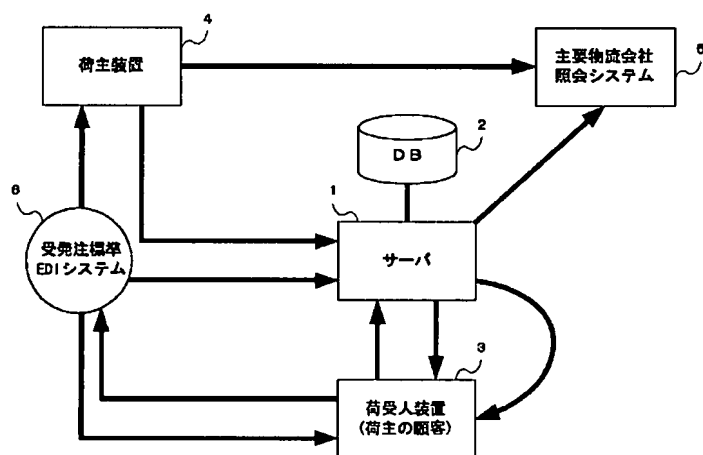 4
荷主装置
主要物流会社
照会システム
5
2
DB
1
サーバ
6
受発注標準
EDIシステム
3
荷受人装置
(荷主の顧客)